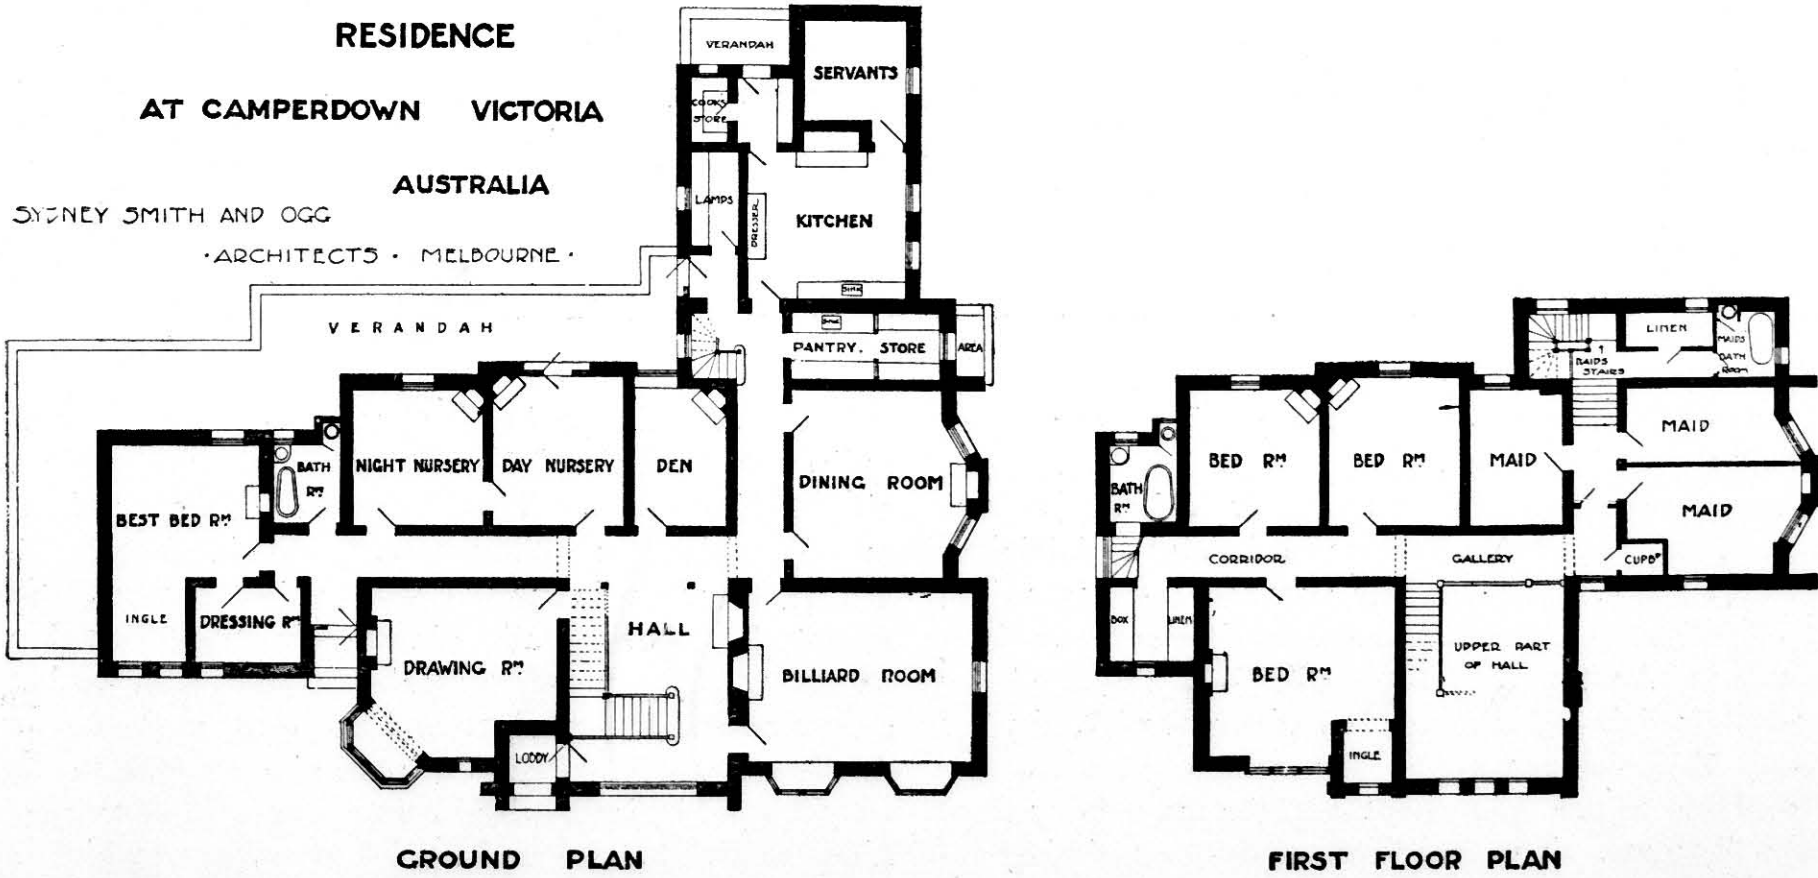 RESIDENCE
AT CAMPERDOWN VICTORIA
AUSTRALIA
SYDNEY SMITH AND OGG
·ARCHITECTS · MELBOURNE·
VERANDAH
SERVANTS
COOKS
STORE
LAMPS
DRESSER
KITCHEN
SINK
VERANDAH
SINK
PANTRY. STORE
AREA
BATH
RM
NIGHT NURSERY
DAY NURSERY
DEN
DINING ROOM
BEST BED RM
INGLE
DRESSING RM
DRAWING RM
HALL
BILLIARD ROOM
LOBBY
GROUND PLAN
LINEN
MAIDS
BATH
ROOM
MAIDS
STAIRS
1
BED RM
BED RM
MAID
MAID
MAID
BATH
RM
CORRIDOR
GALLERY
CUPBD
BOX
LINEN
BED RM
UPPER PART
OF HALL
INGLE
FIRST FLOOR PLAN